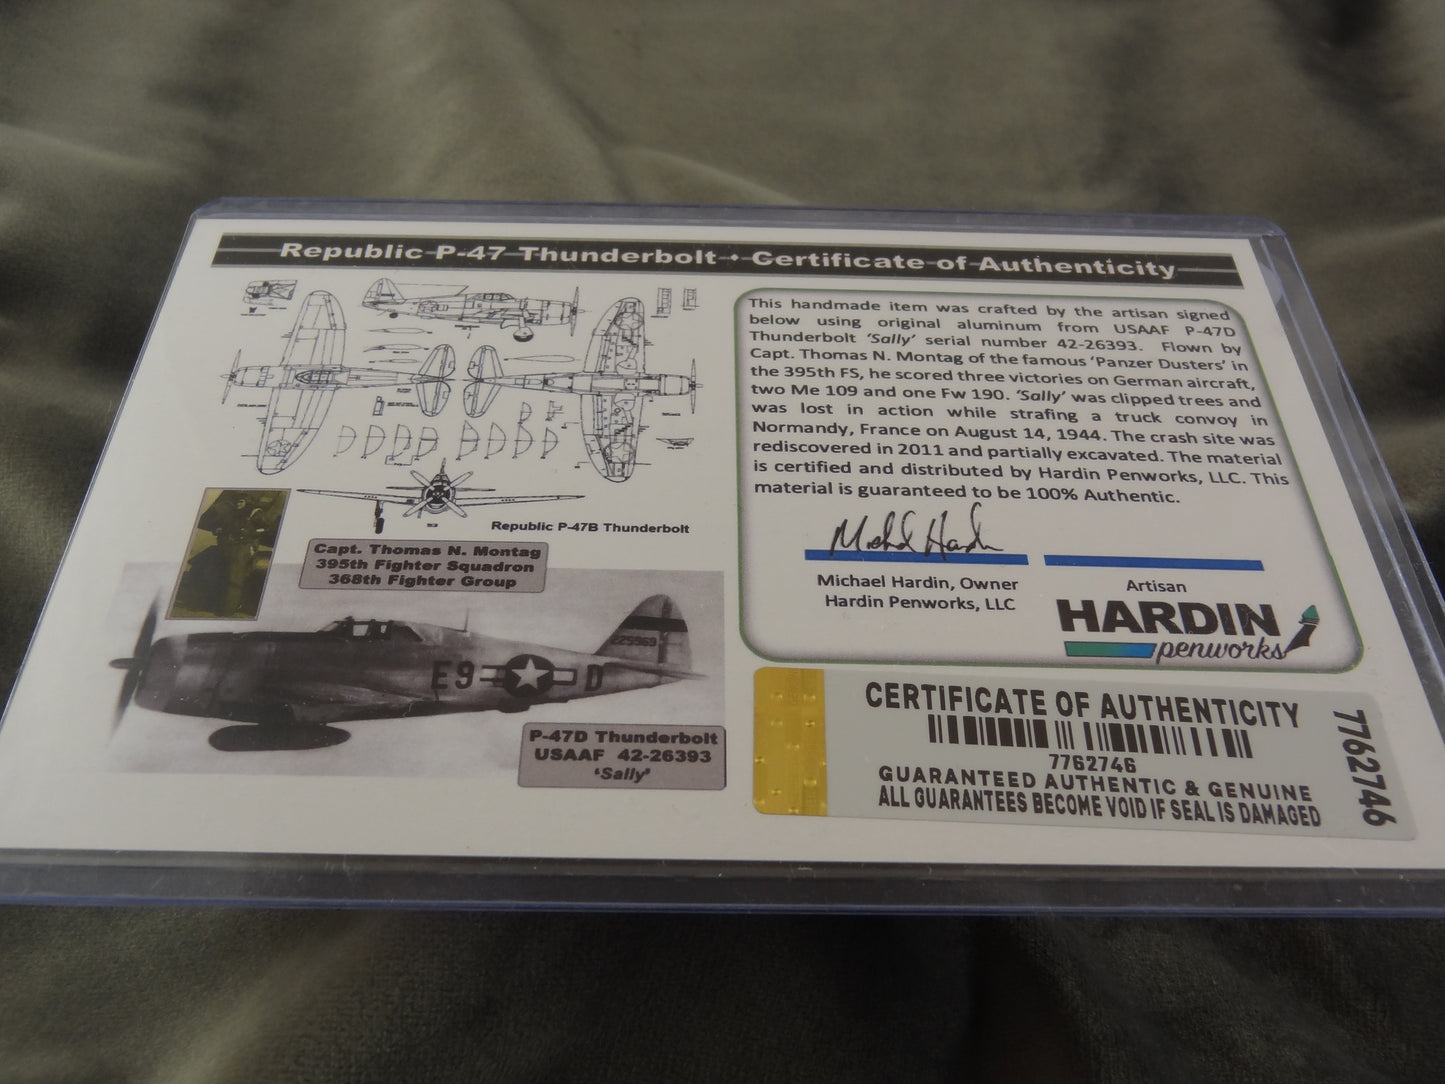 Republic P-47 Thunderbolt • Certificate of Authenticity
This handmade item was crafted by the artisan signed
below using original aluminum from USAAF P-47D
Thunderbolt ‘Sally’ serial number 42-26393. Flown by
Capt. Thomas N. Montag of the famous ‘Panzer Dusters’ in
the 395th FS, he scored three victories on German aircraft,
two Me 109 and one Fw 190. ‘Sally’ was clipped trees and
was lost in action while strafing a truck convoy in
Normandy, France on August 14, 1944. The crash site was
rediscovered in 2011 and partially excavated. The material
is certified and distributed by Hardin Penworks, LLC. This
material is guaranteed to be 100% Authentic.
Republic P-47B Thunderbolt
Capt. Thomas N. Montag
395th Fighter Squadron
368th Fighter Group
Michael Hardin, Owner
Hardin Penworks, LLC
Artisan
HARDIN
penworks
225969
E9 D
P-47D Thunderbolt
USAAF 42-26393
‘Sally’
CERTIFICATE OF AUTHENTICITY
7762746
GUARANTEED AUTHENTIC & GENUINE
ALL GUARANTEES BECOME VOID IF SEAL IS DAMAGED
7762746